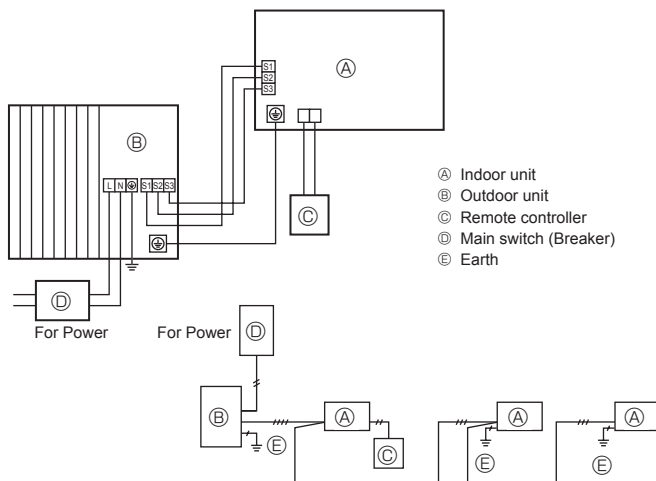 S1
S2
S3
Ⓐ
Ⓑ
L N S1 S2 S3
Ⓒ
Ⓐ Indoor unit
Ⓑ Outdoor unit
Ⓒ Remote controller
Ⓓ Main switch (Breaker)
Ⓔ Earth
Ⓓ
For Power
For Power
Ⓓ
Ⓑ
Ⓐ
Ⓔ
Ⓒ
Ⓐ
Ⓔ
Ⓐ
Ⓔ